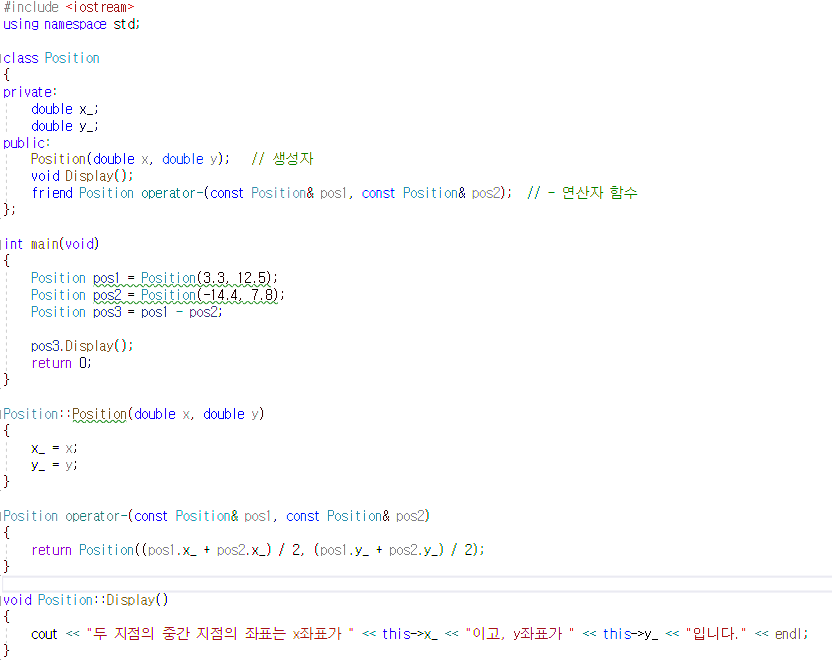 #include <iostream>
using namespace std;
class Position
{
private:
double x_;
double y_;
public:
Position(double x, double y);   // 생성자
void Display();
friend Position operator-(const Position& pos1, const Position& pos2);  // - 연산자 함수
};
int main(void)
{
Position pos1 = Position(3.3, 12.5);
Position pos2 = Position(-14.4, 7.8);
Position pos3 = pos1 - pos2;
pos3.Display();
return 0;
}
Position::Position(double x, double y)
{
x_ = x;
y_ = y;
}
Position operator-(const Position& pos1, const Position& pos2)
{
return Position((pos1.x_ + pos2.x_) / 2, (pos1.y_ + pos2.y_) / 2);
}
void Position::Display()
{
cout << "두 지점의 중간 지점의 좌표는 x좌표가 " << this->x_ << "이고, y좌표가 " << this->y_ << "입니다." << endl;
}